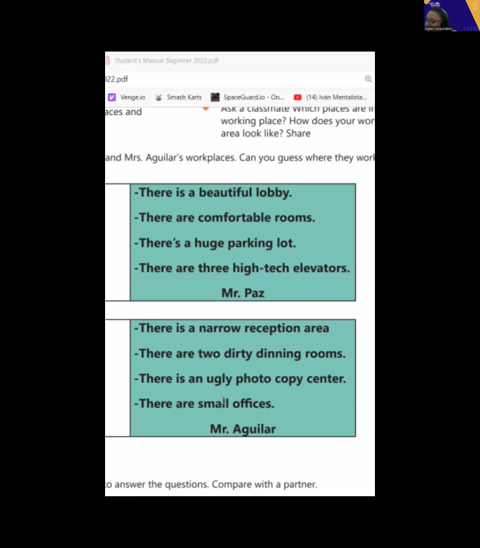 Student's Manual Beginner 2022.pdf
022.pdf
Venge.io Smash Karts SpaceGuard.io - On... (14) Iván Mentalista...
aces and
Ask a classmate Which places are in
working place? How does your wor
area look like? Share
and Mrs. Aguilar's workplaces. Can you guess where they work
-There is a beautiful lobby.
-There are comfortable rooms.
-There's a huge parking lot.
-There are three high-tech elevators.
Mr. Paz
-There is a narrow reception area
-There are two dirty dinning rooms.
-There is an ugly photo copy center.
-There are small offices.
Mr. Aguilar
to answer the questions. Compare with a partner.